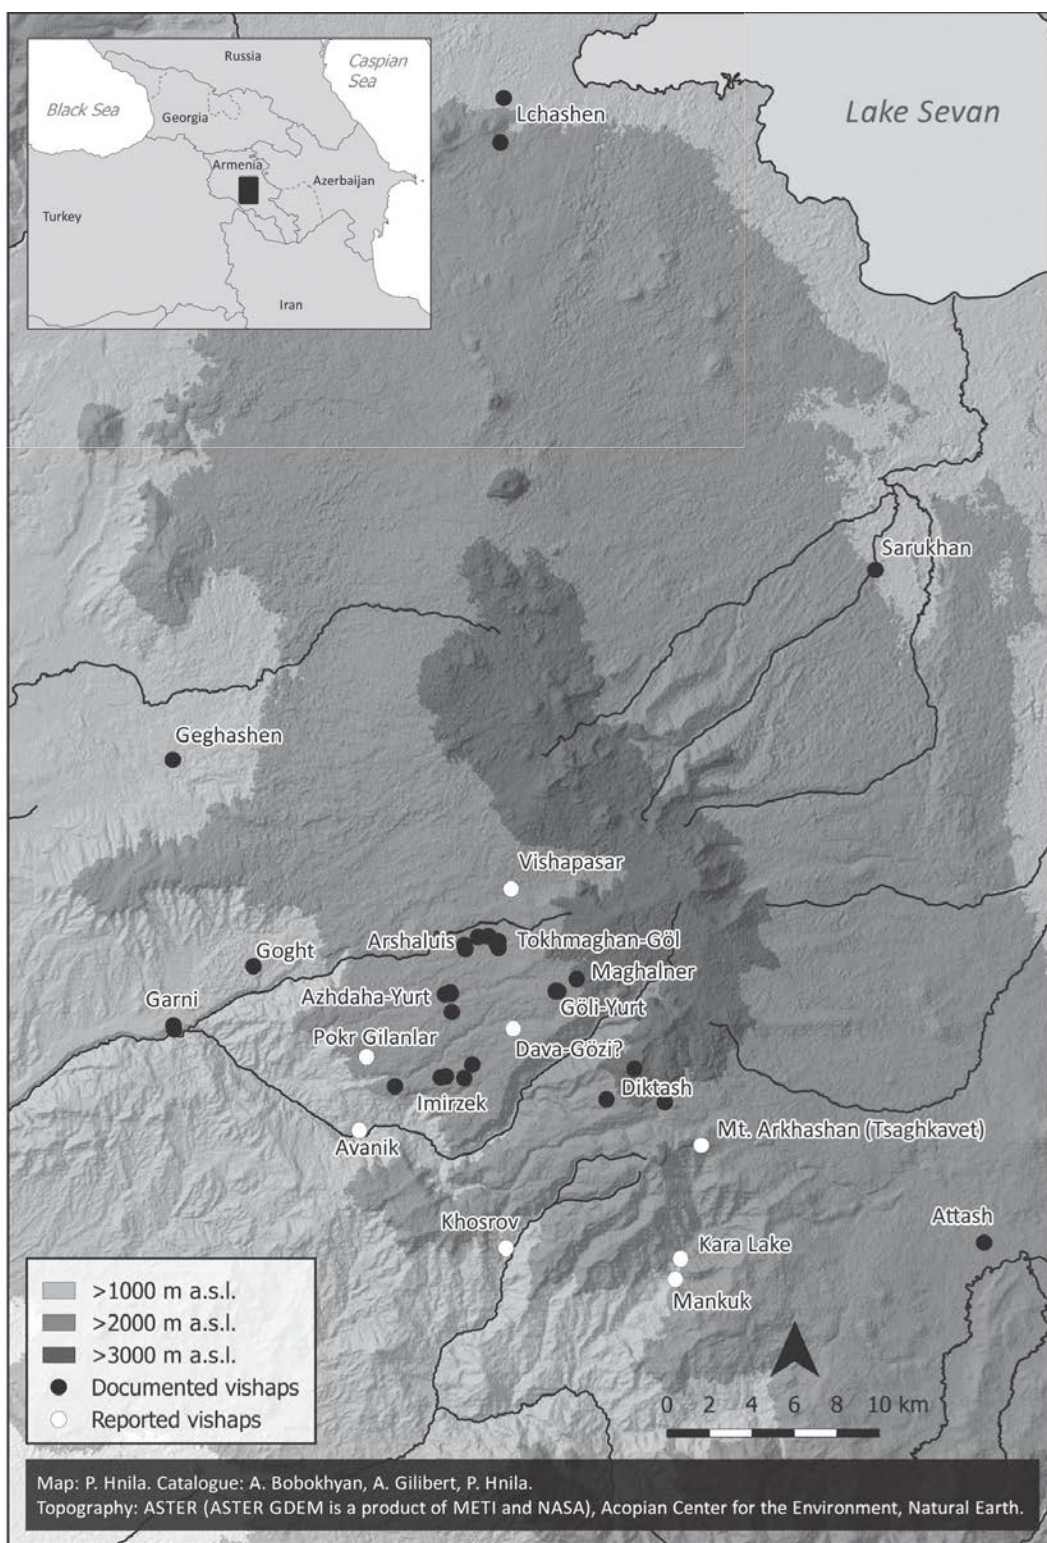 Russia
Caspian
Sea
Black Sea
Georgia
Armenia
Azerbaijan
Turkey
Iran
Lchashen
Lake Sevan
Sarukhan
Geghashen
Vishapasar
Arshaluis
Tokhmaghan-Göl
Goght
Maghalner
Azhdaha-Yurt
Göli-Yurt
Garni
Pokr Gilanlar
Dava-Gözi?
Imirzek
Diktash
Avanik
Mt. Arkhashan (Tsaghkavet)
Khosrov
Attash
Kara Lake
Mankuk
>1000 m a.s.l.
>2000 m a.s.l.
>3000 m a.s.l.
Documented vishaps
Reported vishaps
0 2 4 6 8 10 km
Map: P. Hnila. Catalogue: A. Bobokhyan, A. Gilibert, P. Hnila.
Topography: ASTER (ASTER GDEM is a product of METI and NASA), Acopian Center for the Environment, Natural Earth.